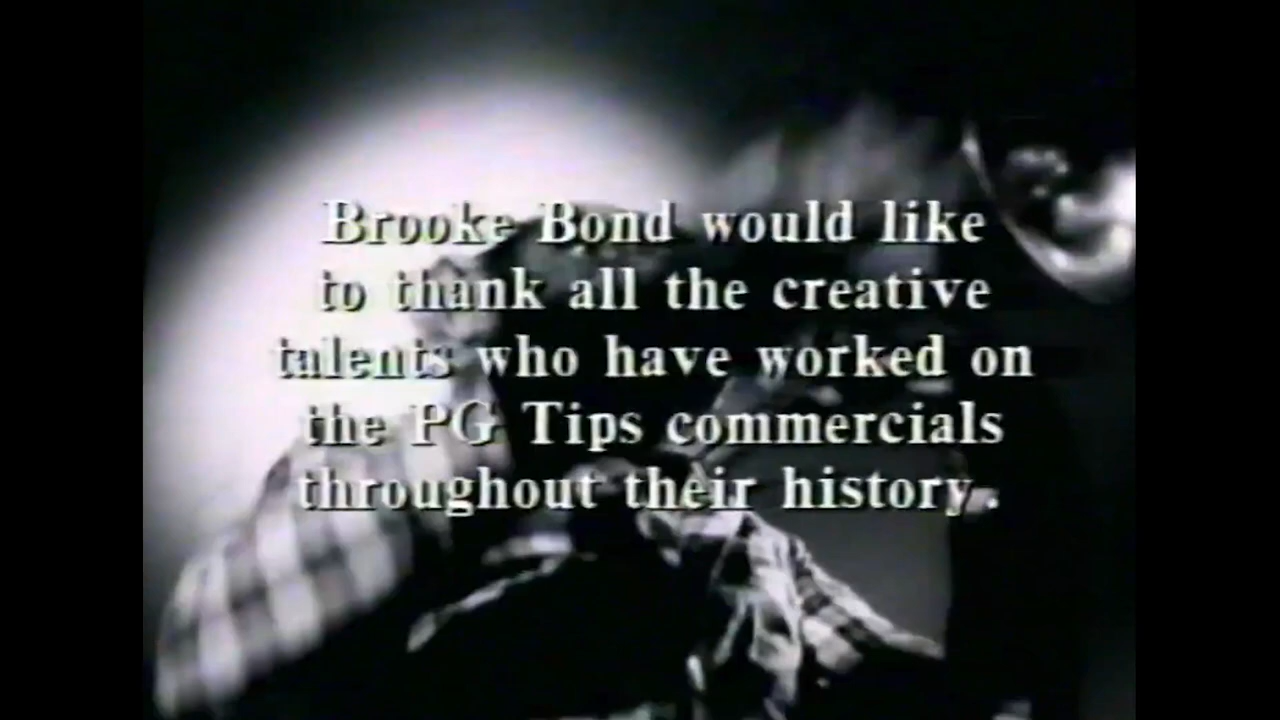 Brooke Bond would like
to thank all the creative
talents who have worked on
the PG Tips commercials
throughout their history.